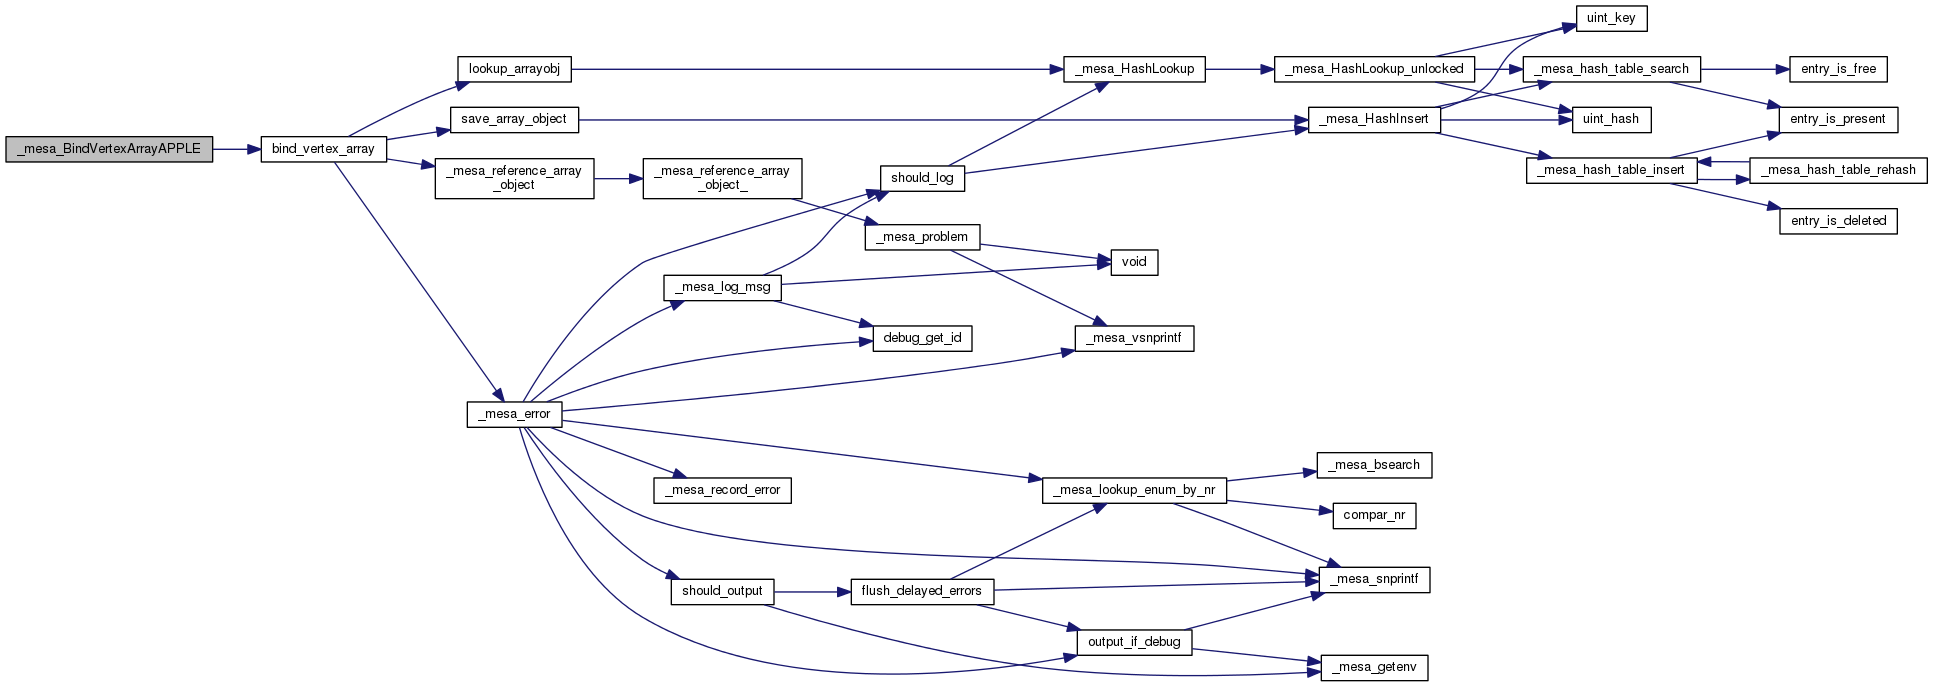 _mesa_BindVertexArrayAPPLE
bind_vertex_array
lookup_arrayobj
save_array_object
_mesa_reference_array
_object
_mesa_error
_mesa_reference_array
_object_
_mesa_log_msg
_mesa_record_error
should_output
should_log
_mesa_problem
debug_get_id
flush_delayed_errors
_mesa_HashLookup
void
_mesa_vsnprintf
_mesa_lookup_enum_by_nr
output_if_debug
_mesa_HashLookup_unlocked
_mesa_HashInsert
_mesa_bsearch
compar_nr
_mesa_snprintf
_mesa_getenv
uint_key
_mesa_hash_table_search
uint_hash
_mesa_hash_table_insert
entry_is_free
entry_is_present
_mesa_hash_table_rehash
entry_is_deleted